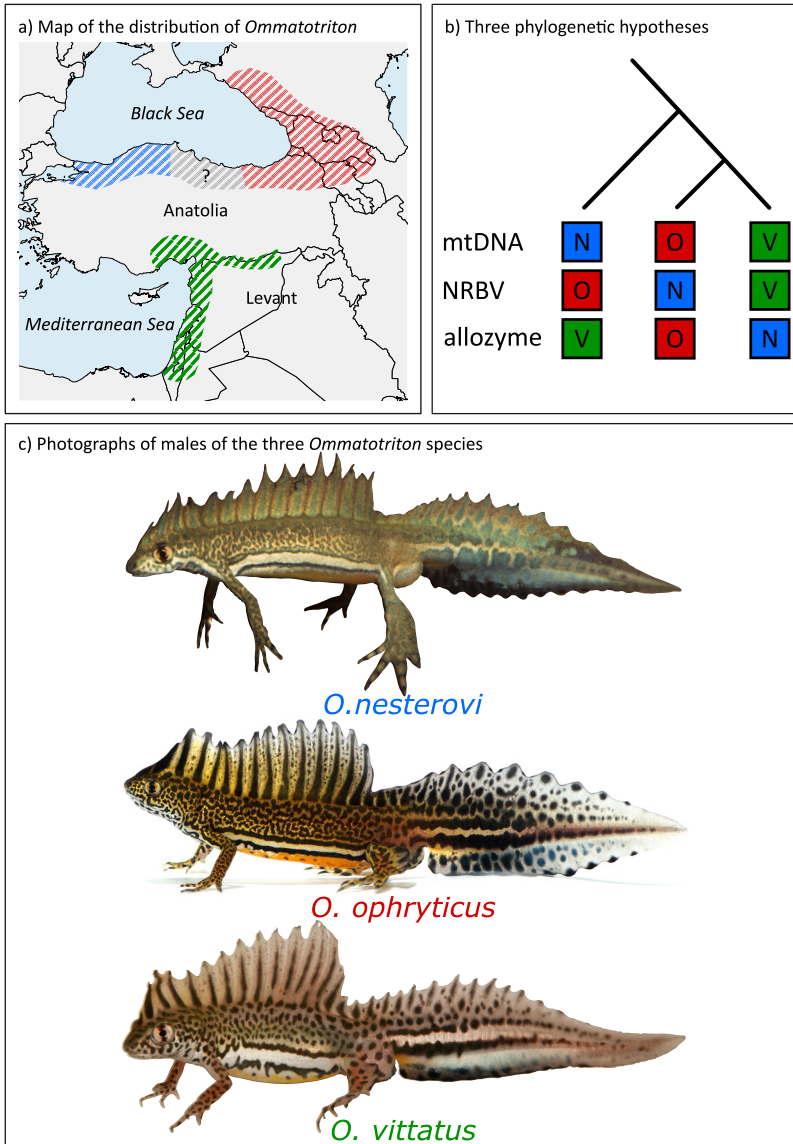 a) Map of the distribution of Ommatotriton
Black Sea
?
Anatolia
Levant
Mediterranean Sea
b) Three phylogenetic hypotheses
mtDNA N O V
NRBV O N V
allozyme V O N
c) Photographs of males of the three Ommatotriton species
O.nesterovi
O. ophryticus
O. vittatus